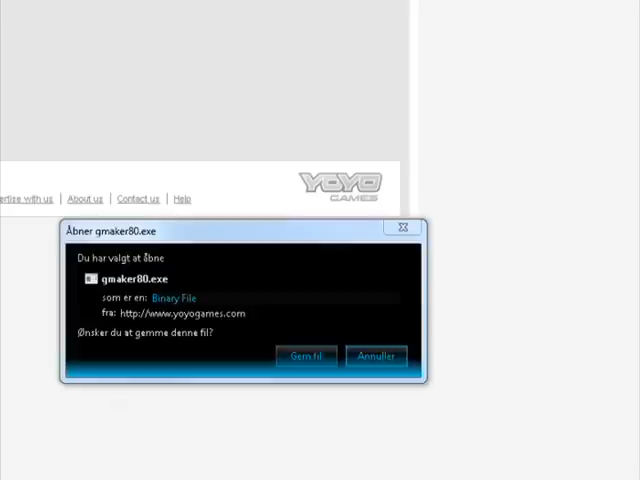 YOYO
GAMES
ertise with us | About us | Contact us | Help
Åbner gmaker80.exe
Du har valgt at åbne
gmaker80.exe
som er en: Binary File
fra: http://www.yoyogames.com
Ønsker du at gemme denne fil?
Gem fil Annuller